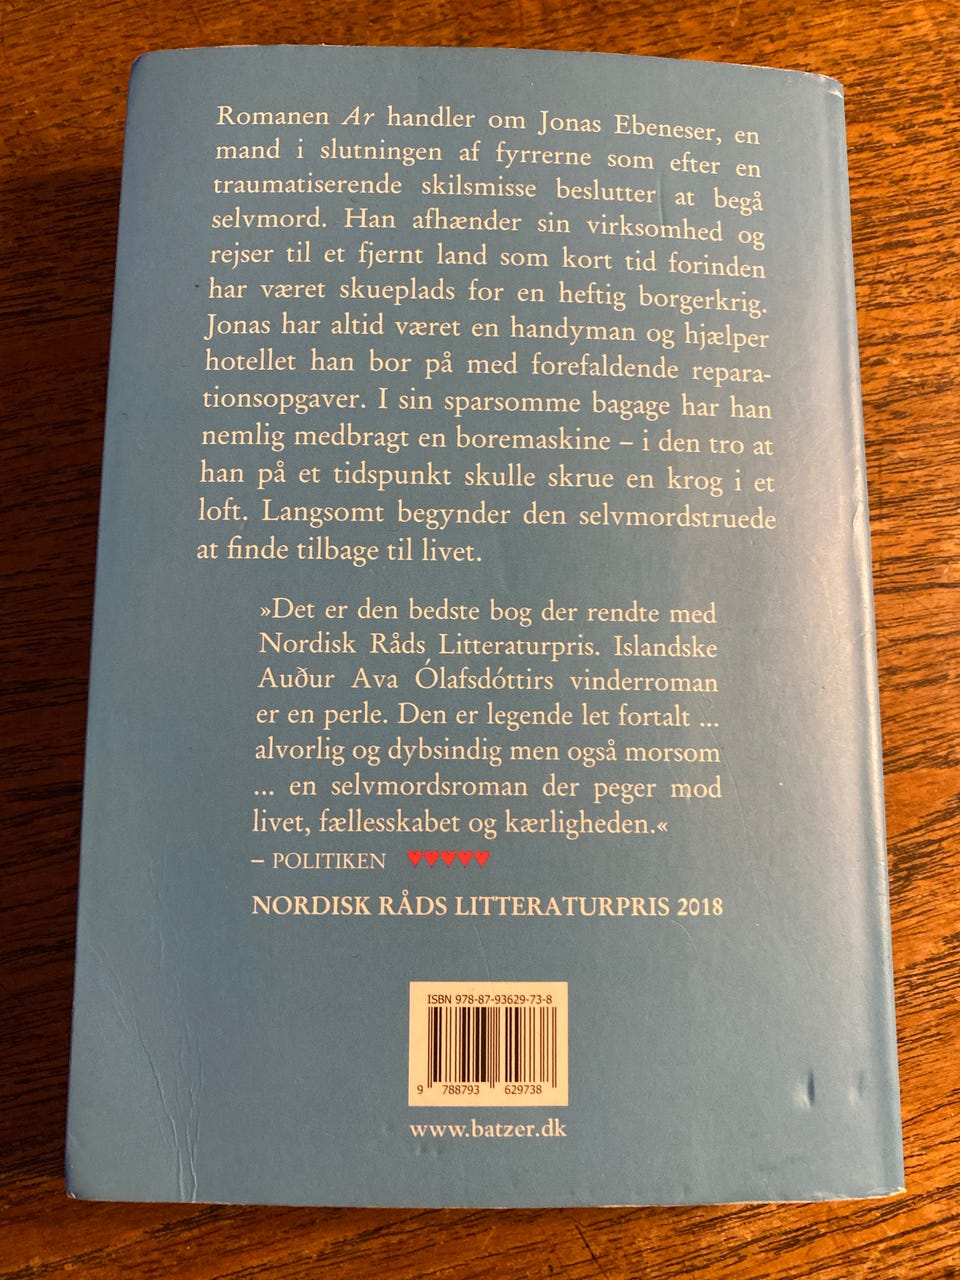 Romanen Ar handler om Jonas Ebeneser, en
mand i slutningen af fyrrerne som efter en
traumatiserende skilsmisse beslutter at begå
selvmord. Han afhænder sin virksomhed og
rejser til et fjernt land som kort tid forinden
har været skueplads for en heftig borgerkrig.
Jonas har altid været en handyman og hjælper
hotellet han bor på med forefaldende repara-
tionsopgaver. I sin sparsomme bagage har han
nemlig medbragt en boremaskine – i den tro at
han på et tidspunkt skulle skrue en krog i et
loft. Langsomt begynder den selvmordstruede
at finde tilbage til livet.
»Det er den bedste bog der rendte med
Nordisk Råds Litteraturpris. Islandske
Auður Ava Ólafsdóttirs vinderroman
er en perle. Den er legende let fortalt ...
alvorlig og dybsindig men også morsom
... en selvmordsroman der peger mod
livet, fællesskabet og kærligheden.«
– POLITIKEN ♥♥♥♥♥
NORDISK RÅDS LITTERATURPRIS 2018
ISBN 978-87-93629-73-8
9 788793 629738
www.batzer.dk